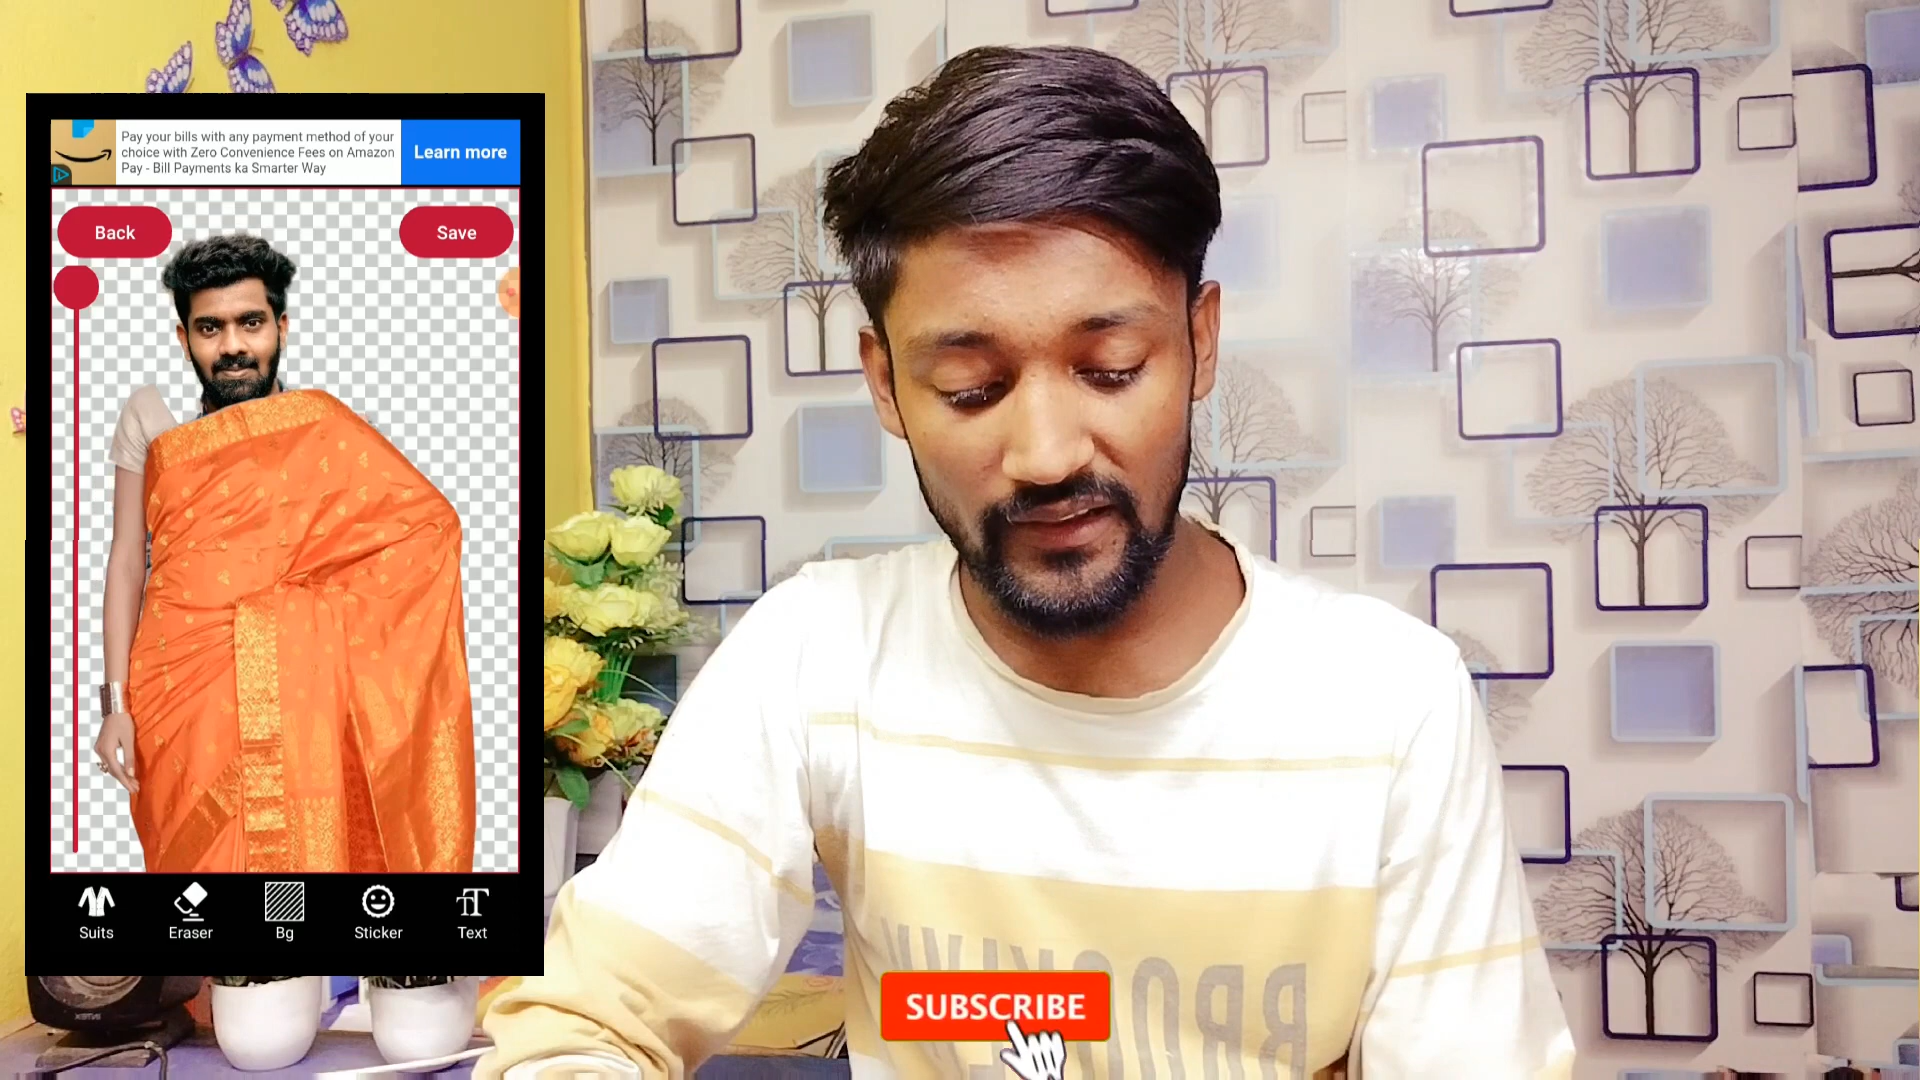 Pay your bills with any payment method of your
choice with Zero Convenience Fees on Amazon
Pay - Bill Payments ka Smarter Way
Learn more
Back
Save
Suits
Eraser
Bg
Sticker
Text
SUBSCRIBE